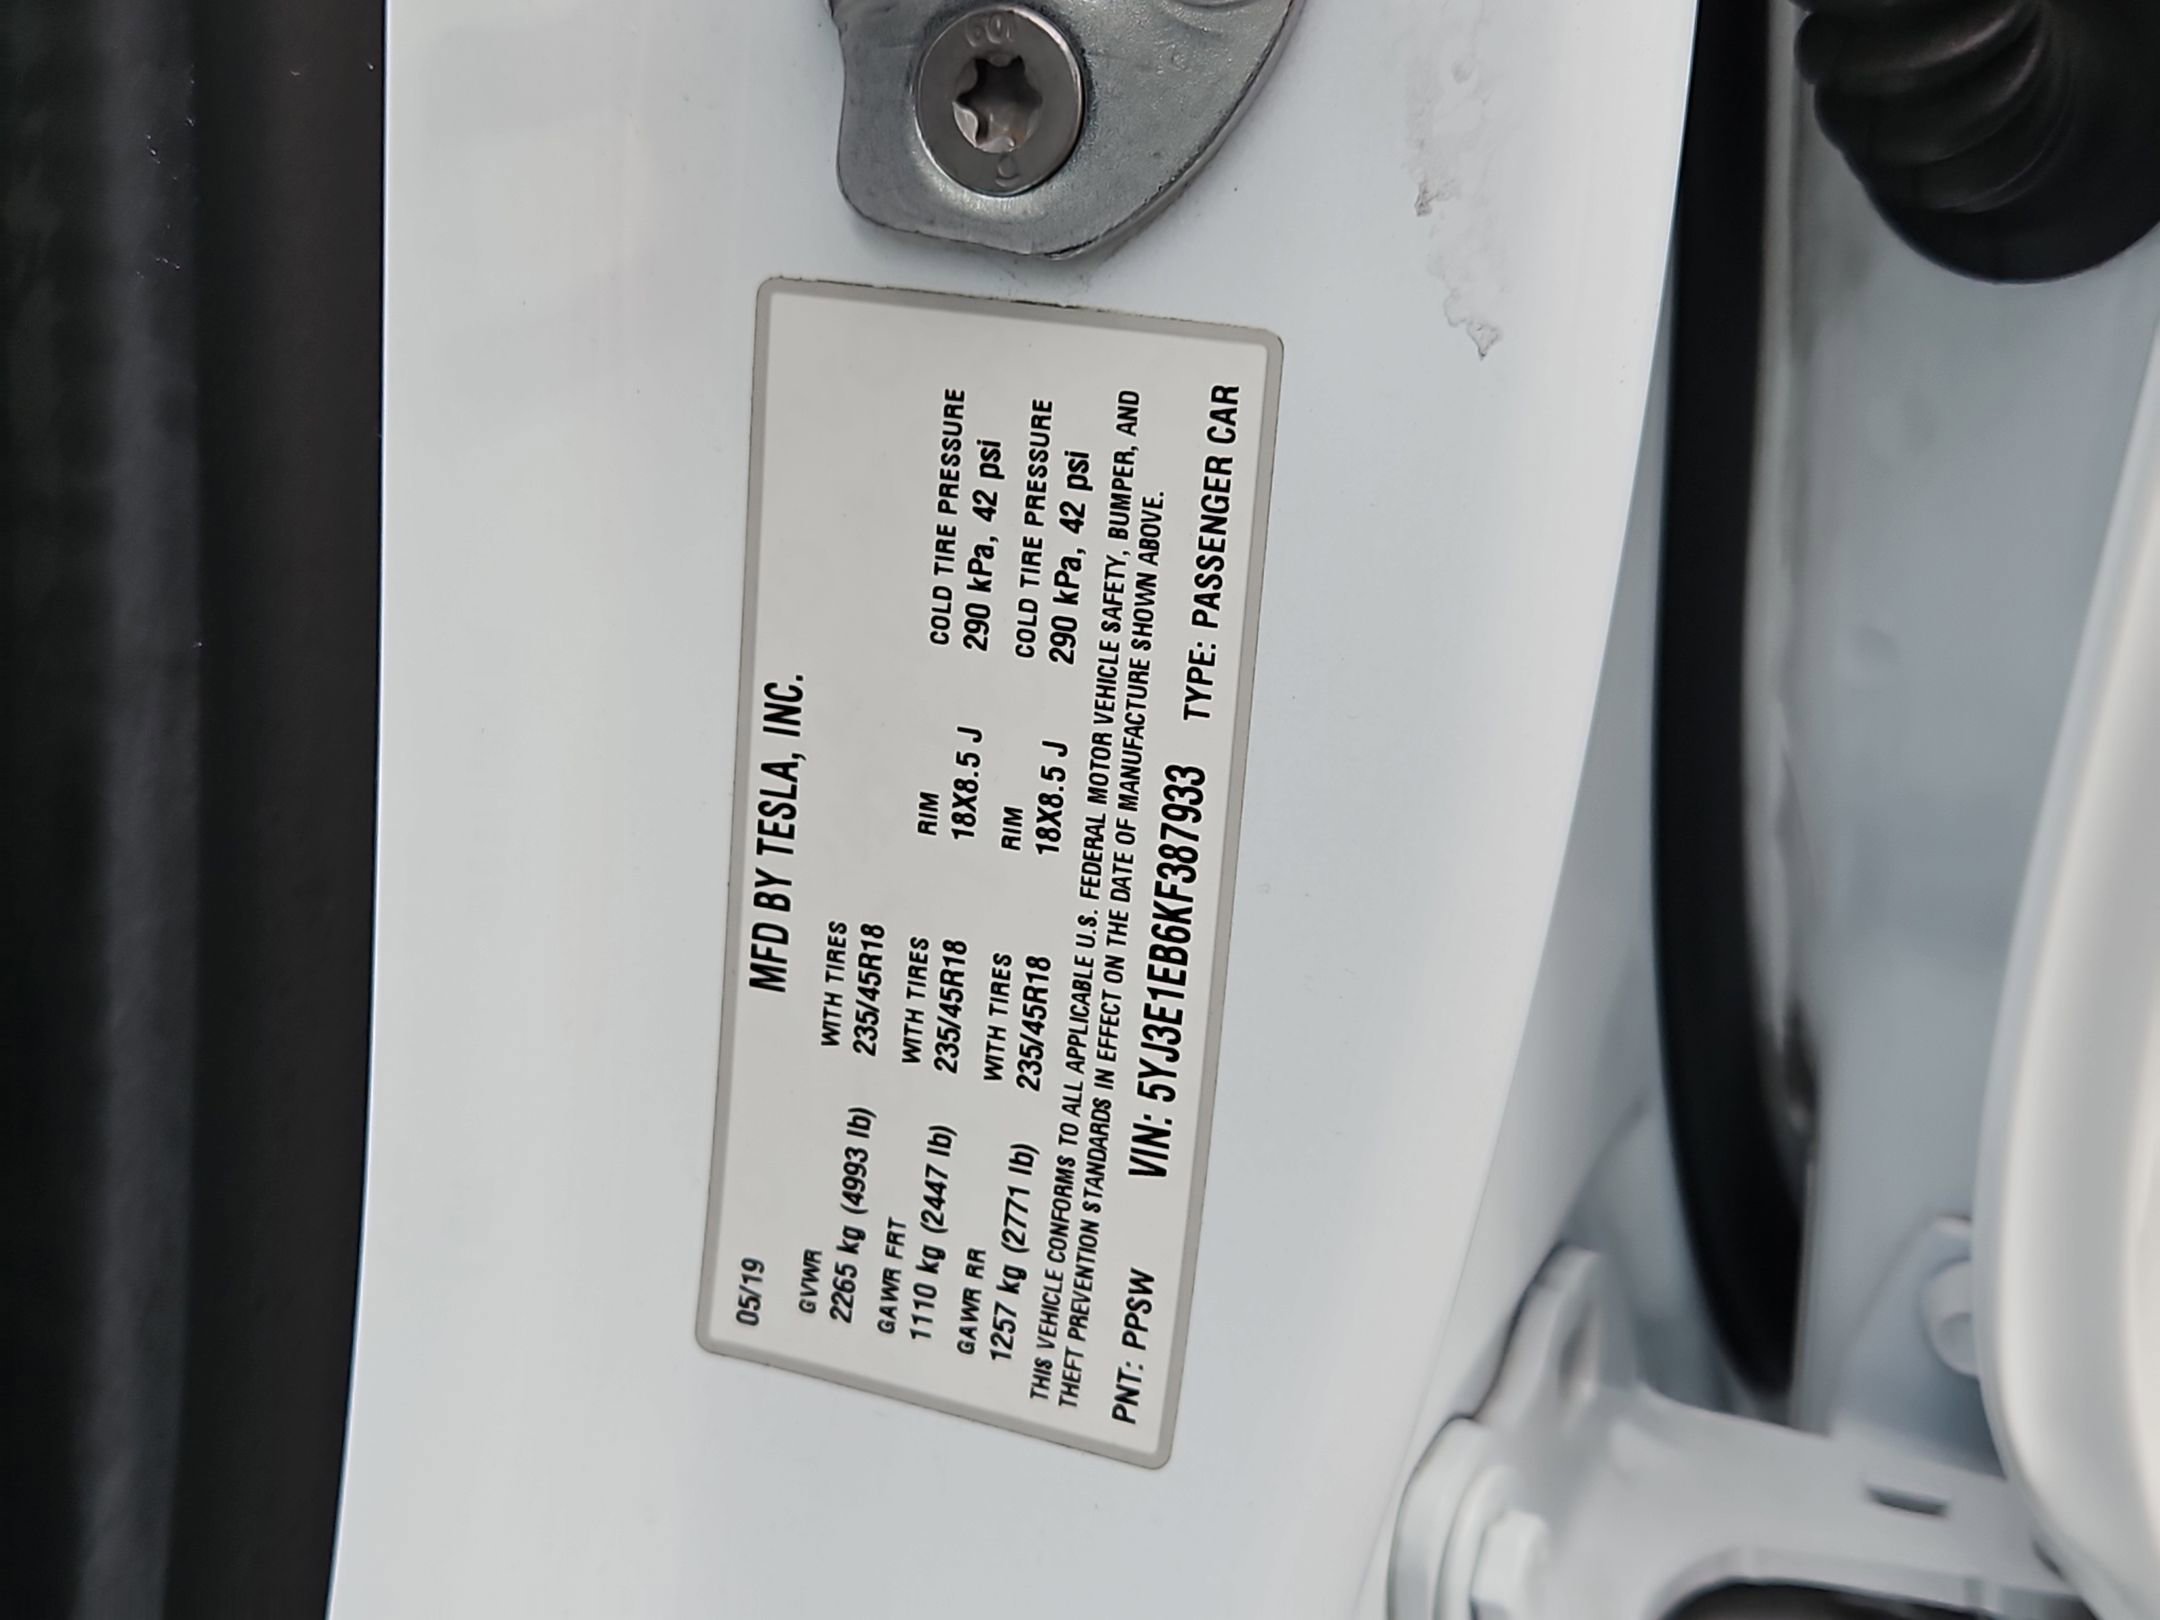 05/19 MFD BY TESLA, INC.
GVWR WITH TIRES
2265 kg (4993 lb) 235/45R18
GAWR FRT WITH TIRES RIM COLD TIRE PRESSURE
1110 kg (2447 lb) 235/45R18 18X8.5 J 290 kPa, 42 psi
GAWR RR WITH TIRES RIM COLD TIRE PRESSURE
1257 kg (2771 lb) 235/45R18 18X8.5 J 290 kPa, 42 psi
THIS VEHICLE CONFORMS TO ALL APPLICABLE U.S. FEDERAL MOTOR VEHICLE SAFETY, BUMPER, AND
THEFT PREVENTION STANDARDS IN EFFECT ON THE DATE OF MANUFACTURE SHOWN ABOVE.
PNT: PPSW VIN: 5YJ3E1EB6KF387933 TYPE: PASSENGER CAR